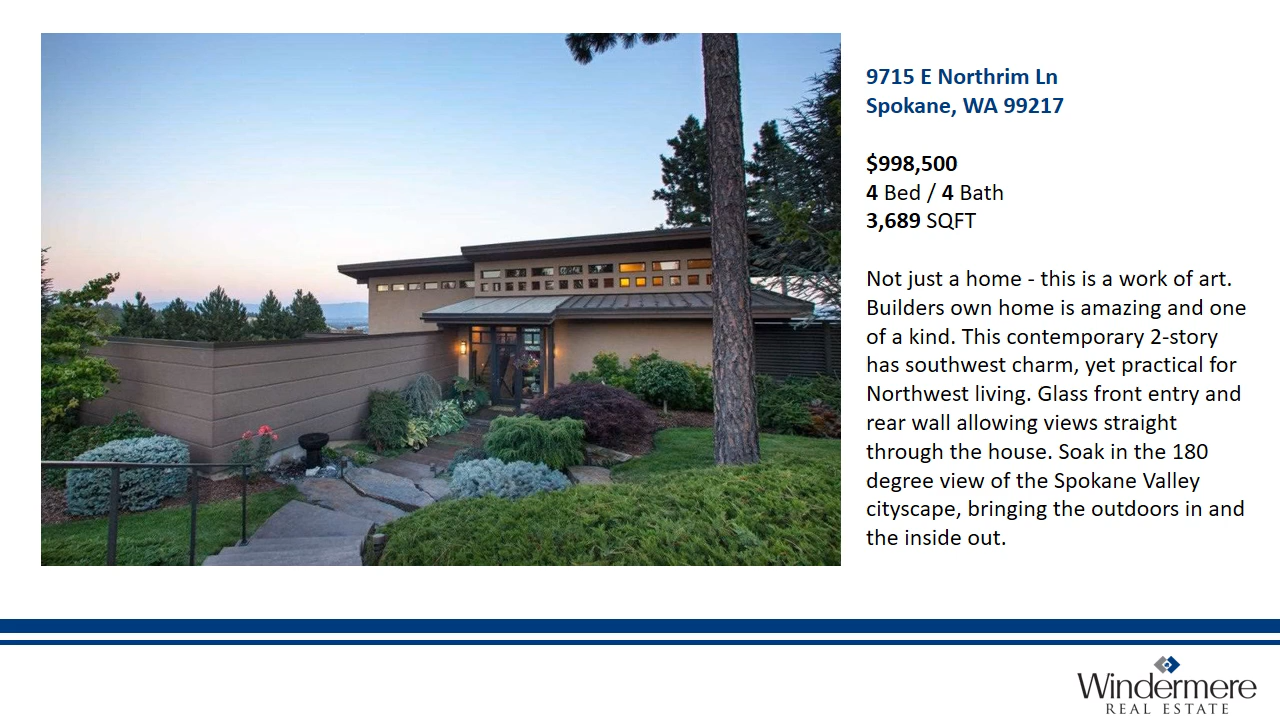 9715 E Northrim Ln
Spokane, WA 99217
$998,500
4 Bed / 4 Bath
3,689 SQFT
Not just a home - this is a work of art.
Builders own home is amazing and one
of a kind. This contemporary 2-story
has southwest charm, yet practical for
Northwest living. Glass front entry and
rear wall allowing views straight
through the house. Soak in the 180
degree view of the Spokane Valley
cityscape, bringing the outdoors in and
the inside out.
Windermere
REAL ESTATE